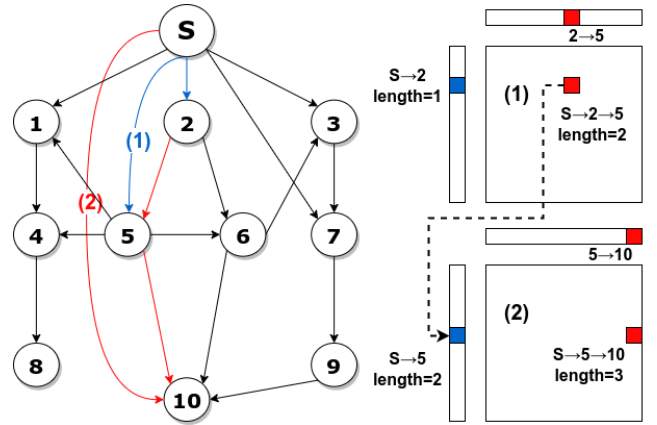 S
1
2
3
(1)
(2)
4
5
6
7
8
9
10
2→5
S→2
length=1
(1)
S→2→5
length=2
5→10
S→5
length=2
(2)
S→5→10
length=3